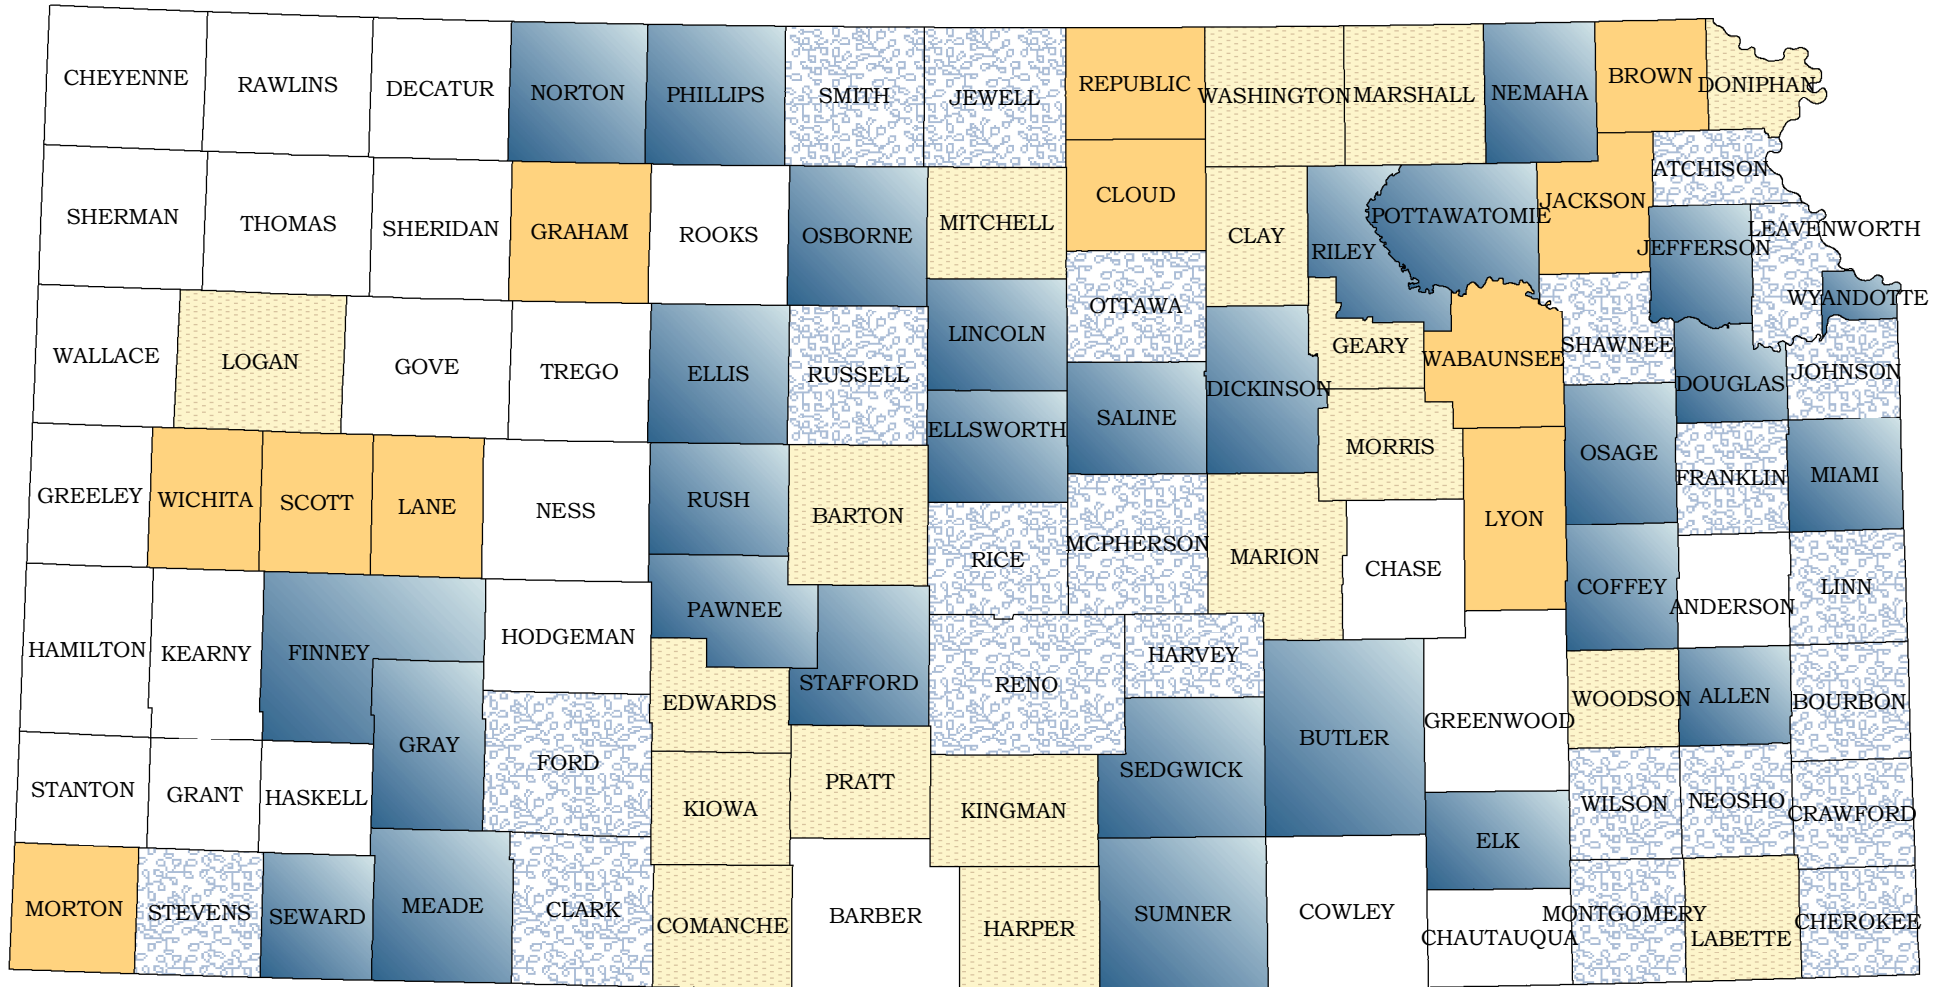 CHEYENNE
RAWLINS
DECATUR
NORTON
PHILLIPS
SMITH
JEWELL
REPUBLIC
WASHINGTON
MARSHALL
NEMAHA
BROWN
DONIPHAN
SHERMAN
THOMAS
SHERIDAN
GRAHAM
ROOKS
OSBORNE
MITCHELL
CLOUD
CLAY
RILEY
POTTAWATOMIE
JACKSON
ATCHISON
JEFFERSON
LEAVENWORTH
WYANDOTTE
WALLACE
LOGAN
GOVE
TREGO
ELLIS
RUSSELL
LINCOLN
OTTAWA
DICKINSON
GEARY
WABAUNSEE
SHAWNEE
DOUGLAS
JOHNSON
ELLSWORTH
SALINE
MORRIS
OSAGE
FRANKLIN
MIAMI
GREELEY
WICHITA
SCOTT
LANE
NESS
RUSH
BARTON
RICE
MCPHERSON
MARION
CHASE
LYON
COFFEY
ANDERSON
LINN
HAMILTON
KEARNY
FINNEY
HODGEMAN
PAWNEE
STAFFORD
EDWARDS
RENO
HARVEY
BUTLER
GREENWOOD
WOODSON
ALLEN
BOURBON
STANTON
GRANT
HASKELL
GRAY
FORD
KIOWA
PRATT
KINGMAN
SEDGWICK
ELK
WILSON
NEOSHO
CRAWFORD
MORTON
STEVENS
SEWARD
MEADE
CLARK
COMANCHE
BARBER
HARPER
SUMNER
COWLEY
CHAUTAUQUA
MONTGOMERY
LABETTE
CHEROKEE